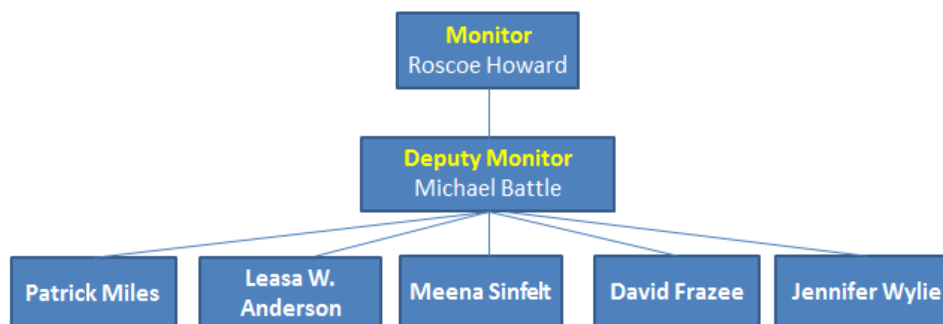 Monitor
Roscoe Howard
Deputy Monitor
Michael Battle
Patrick Miles
Leasa W.
Anderson
Meena Sinfelt
David Frazee
Jennifer Wylie